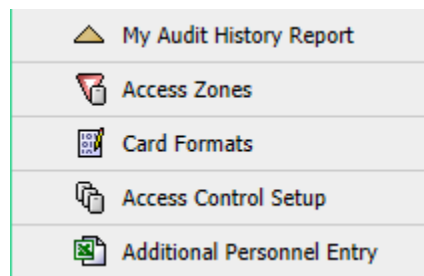 My Audit History Report
Access Zones
Card Formats
Access Control Setup
Additional Personnel Entry